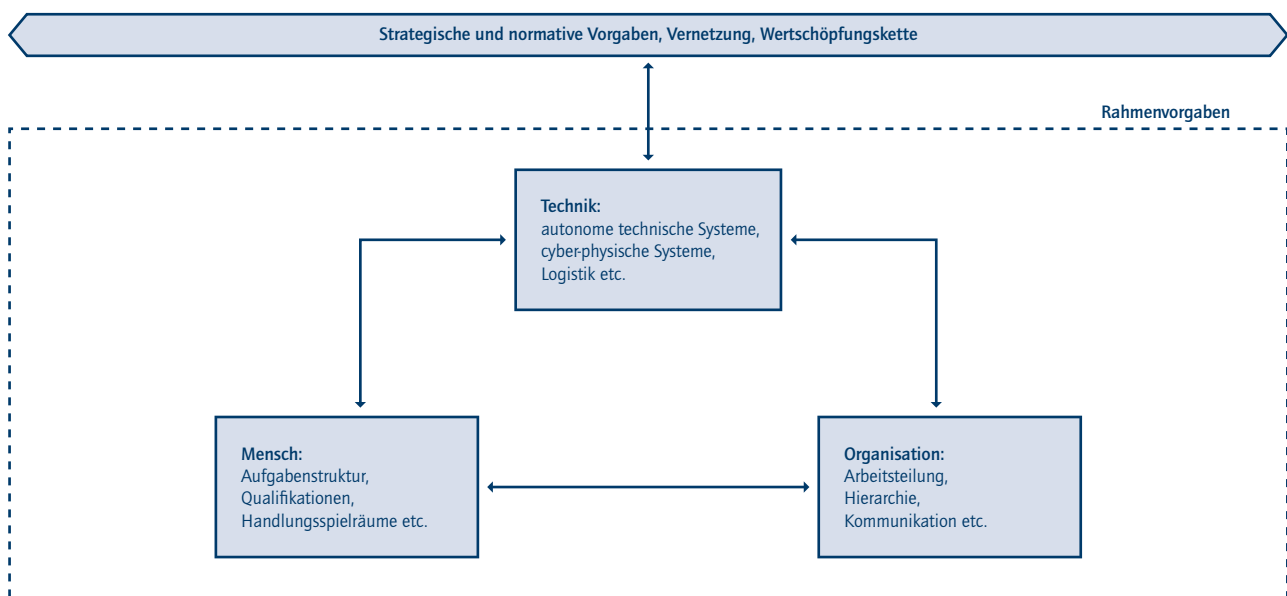 Strategische und normative Vorgaben, Vernetzung, Wertschöpfungskette
Rahmenvorgaben
Technik:
autonome technische Systeme,
cyber-physische Systeme,
Logistik etc.
Mensch:
Aufgabenstruktur,
Qualifikationen,
Handlungsspielräume etc.
Organisation:
Arbeitsteilung,
Hierarchie,
Kommunikation etc.